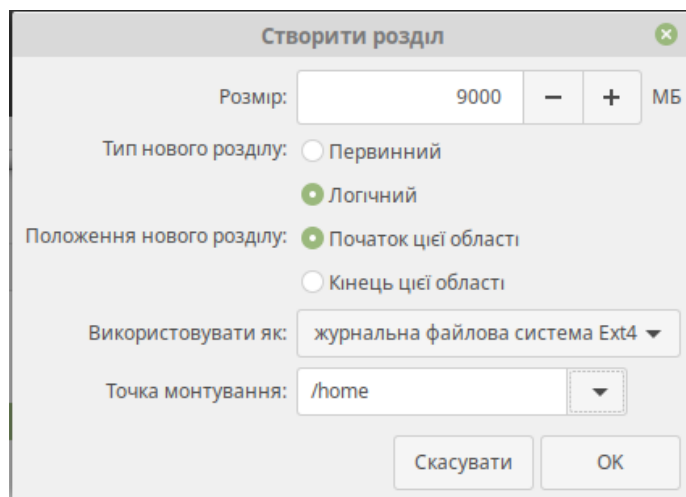 Створити розділ
Розмір: 9000 − + МБ
Тип нового розділу: Первинний
Логічний
Положення нового розділу: Початок цієї області
Кінець цієї області
Використовувати як: журнальна файлова система Ext4
Точка монтування: /home
Скасувати OK